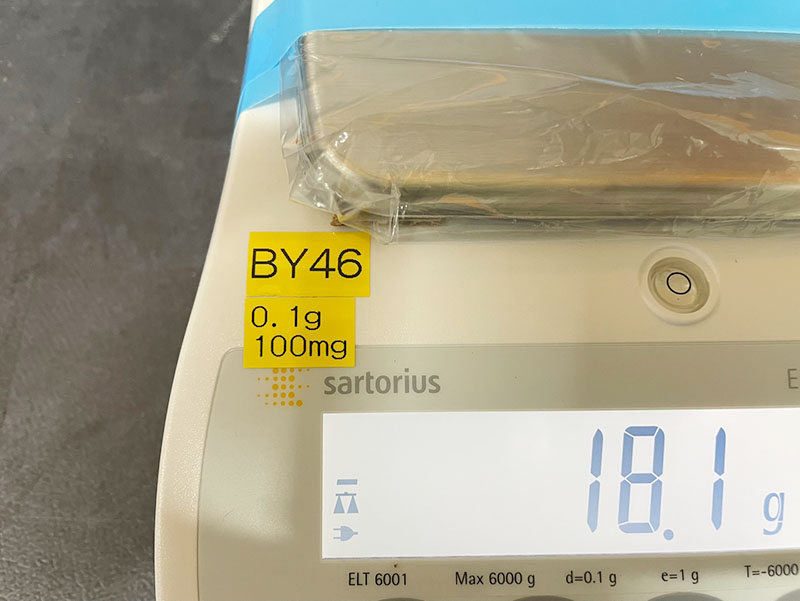 BY46
0.1g
100mg
sartorius
E
18.1 g
ELT 6001 Max 6000 g d=0.1 g e=1 g T=-6000